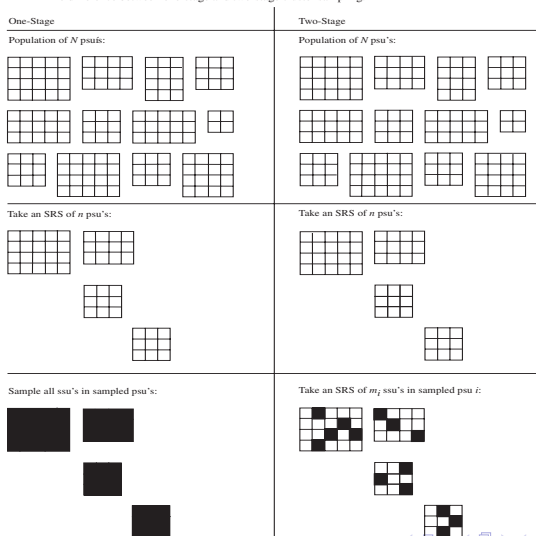 One-Stage
Population of N psuís:
Take an SRS of n psu's:
Sample all ssu's in sampled psu's:
Two-Stage
Population of N psu's:
Take an SRS of n psu's:
Take an SRS of mi ssu's in sampled psu i: